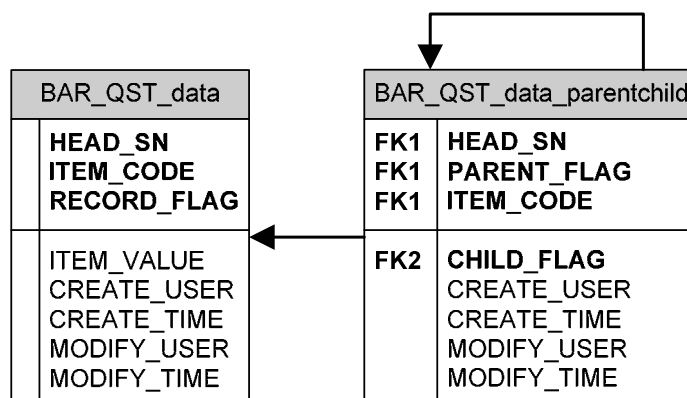 BAR_QST_data
HEAD_SN
ITEM_CODE
RECORD_FLAG
ITEM_VALUE
CREATE_USER
CREATE_TIME
MODIFY_USER
MODIFY_TIME
BAR_QST_data_parentchild
FK1 HEAD_SN
FK1 PARENT_FLAG
FK1 ITEM_CODE
FK2 CHILD_FLAG
CREATE_USER
CREATE_TIME
MODIFY_USER
MODIFY_TIME